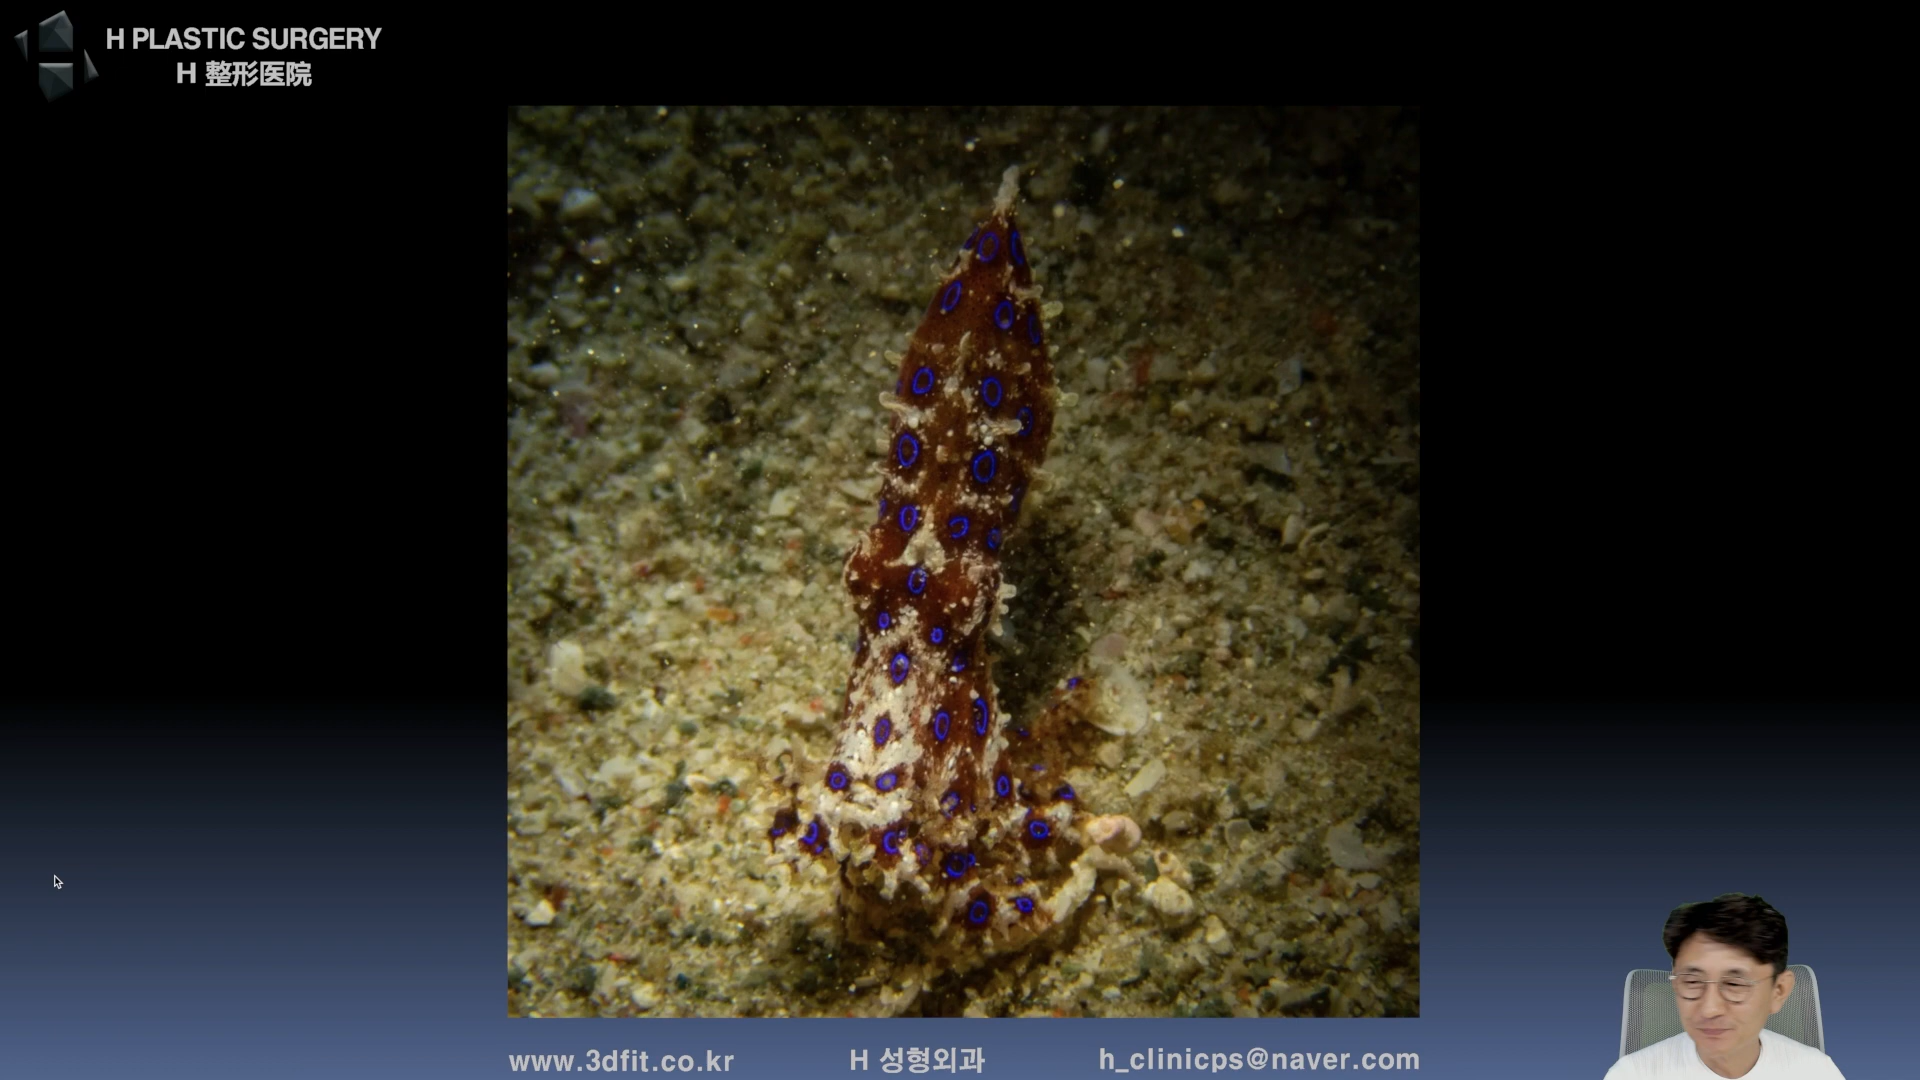 H PLASTIC SURGERY
H 整形医院
www.3dfit.co.kr
H 성형외과
h_clinicps@naver.com